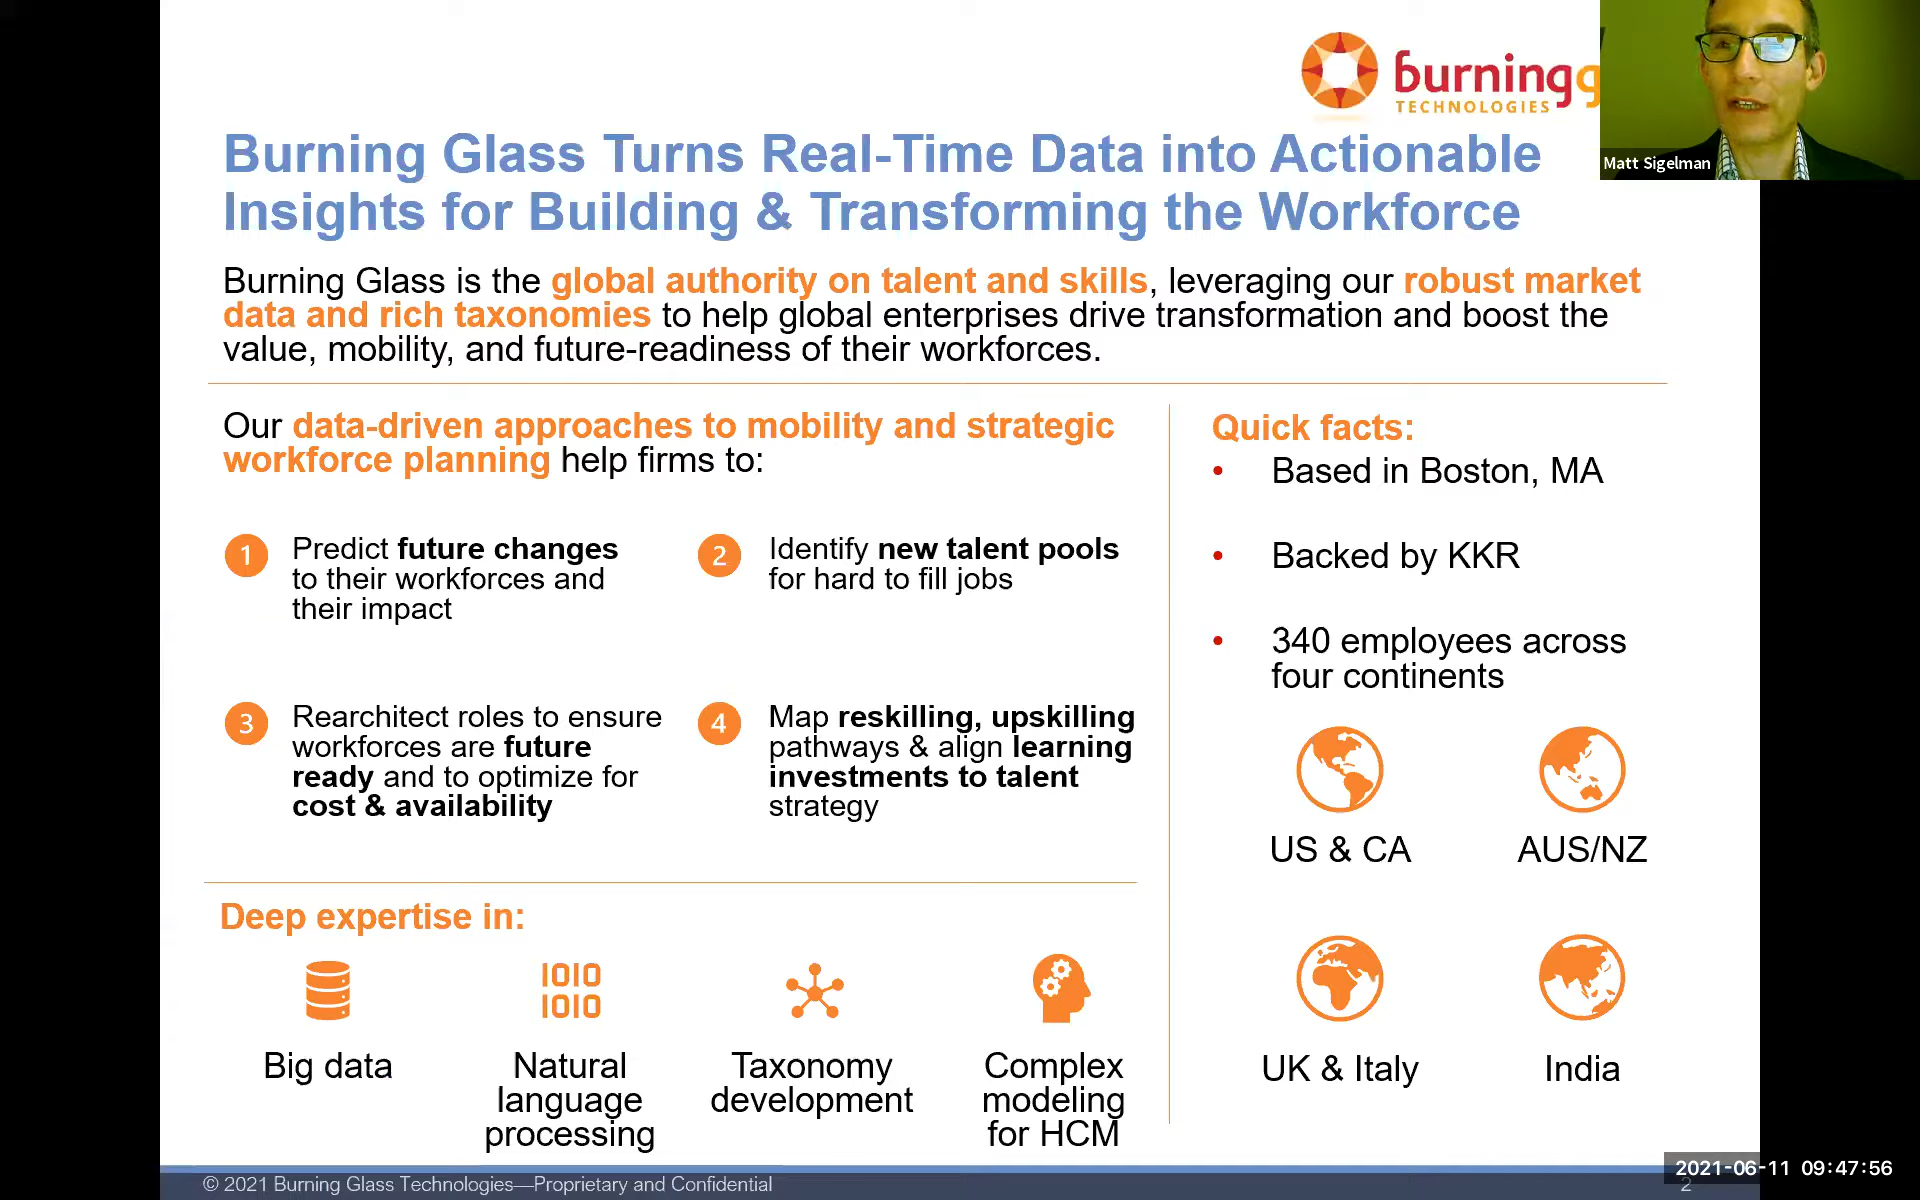 burningg
TECHNOLOGIES
Matt Sigelman
Burning Glass Turns Real-Time Data into Actionable
Insights for Building & Transforming the Workforce
Burning Glass is the global authority on talent and skills, leveraging our robust market
data and rich taxonomies to help global enterprises drive transformation and boost the
value, mobility, and future-readiness of their workforces.
Our data-driven approaches to mobility and strategic
workforce planning help firms to:
1 Predict future changes
to their workforces and
their impact
2 Identify new talent pools
for hard to fill jobs
3 Rearchitect roles to ensure
workforces are future
ready and to optimize for
cost & availability
4 Map reskilling, upskilling
pathways & align learning
investments to talent
strategy
Deep expertise in:
1010
1010
Big data
Natural
language
processing
Taxonomy
development
Complex
modeling
for HCM
Quick facts:
• Based in Boston, MA
• Backed by KKR
• 340 employees across
four continents
US & CA
AUS/NZ
UK & Italy
India
© 2021 Burning Glass Technologies—Proprietary and Confidential
2021-06-11 09:47:56
2